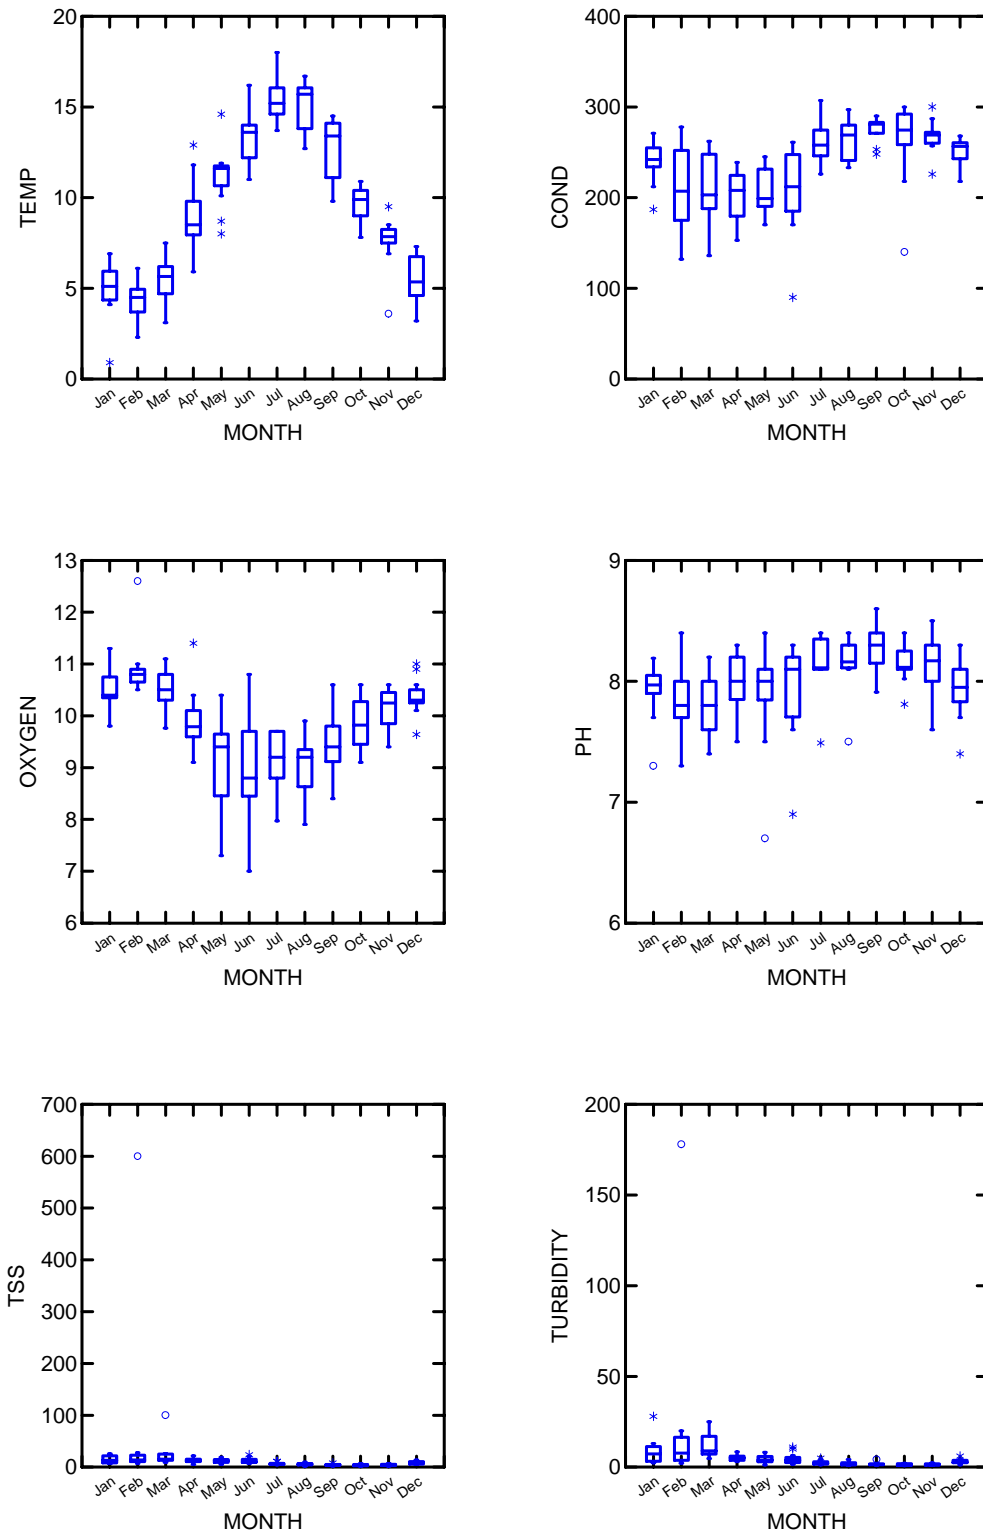 20
15
10
5
0
TEMP
Jan Feb Mar Apr May Jun Jul Aug Sep Oct Nov Dec
MONTH
400
300
200
100
0
COND
Jan Feb Mar Apr May Jun Jul Aug Sep Oct Nov Dec
MONTH
13
12
11
10
9
8
7
6
OXYGEN
Jan Feb Mar Apr May Jun Jul Aug Sep Oct Nov Dec
MONTH
9
8
7
6
PH
Jan Feb Mar Apr May Jun Jul Aug Sep Oct Nov Dec
MONTH
700
600
500
400
300
200
100
0
TSS
Jan Feb Mar Apr May Jun Jul Aug Sep Oct Nov Dec
MONTH
200
150
100
50
0
TURBIDITY
Jan Feb Mar Apr May Jun Jul Aug Sep Oct Nov Dec
MONTH